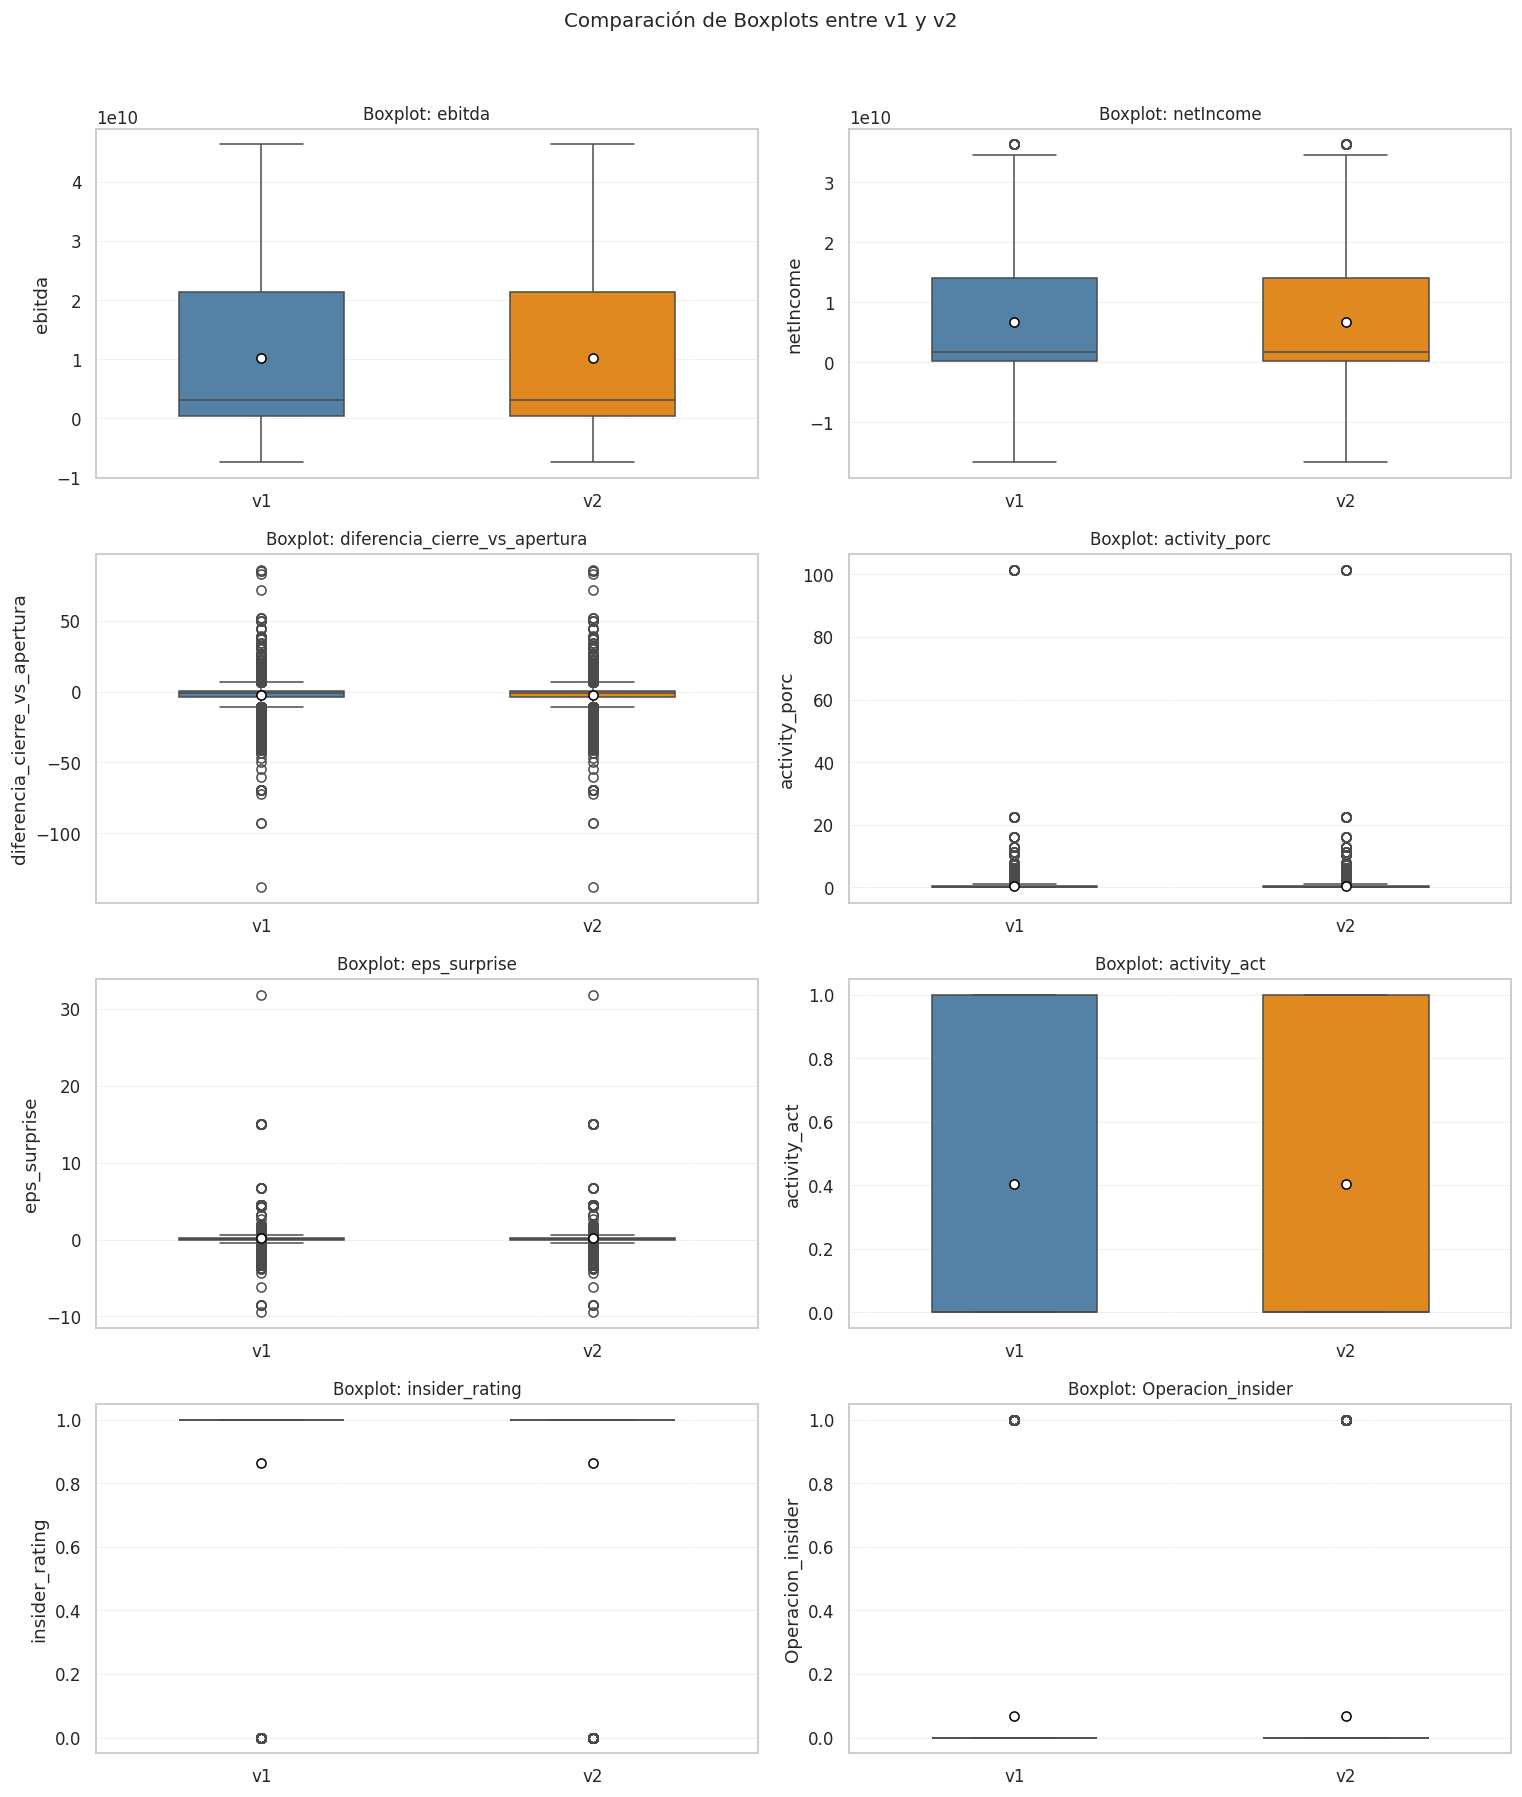 Comparación de Boxplots entre v1 y v2
Boxplot: ebitda
1e10
ebitda
4
3
2
1
0
−1
v1 v2
Boxplot: netIncome
1e10
netIncome
3
2
1
0
−1
v1 v2
Boxplot: diferencia_cierre_vs_apertura
diferencia_cierre_vs_apertura
50
0
−50
−100
v1 v2
Boxplot: activity_porc
activity_porc
100
80
60
40
20
0
v1 v2
Boxplot: eps_surprise
eps_surprise
30
20
10
0
−10
v1 v2
Boxplot: activity_act
activity_act
1.0
0.8
0.6
0.4
0.2
0.0
v1 v2
Boxplot: insider_rating
insider_rating
1.0
0.8
0.6
0.4
0.2
0.0
v1 v2
Boxplot: Operacion_insider
Operacion_insider
1.0
0.8
0.6
0.4
0.2
0.0
v1 v2